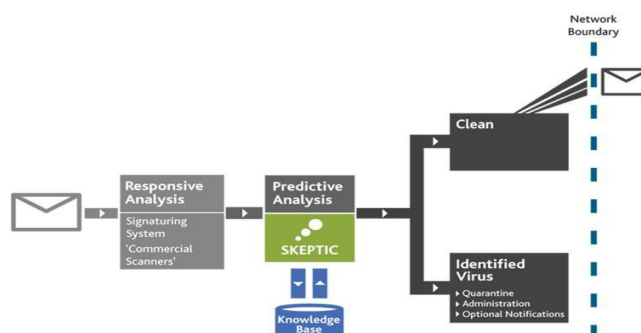 Network
Boundary
Clean
Responsive
Analysis
Signaturing
System
'Commercial
Scanners'
Predictive
Analysis
SKEPTIC
Knowledge
Base
Identified
Virus
Quarantine
Administration
Optional Notifications